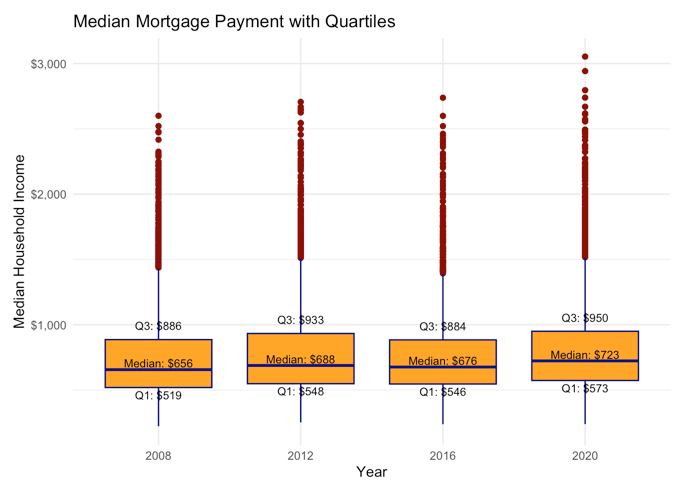 Median Mortgage Payment with Quartiles
$3,000
$2,000
$1,000
Median Household Income
Q3: $886
Median: $656
Q1: $519
Q3: $933
Median: $688
Q1: $548
Q3: $884
Median: $676
Q1: $546
Q3: $950
Median: $723
Q1: $573
2008
2012
2016
2020
Year